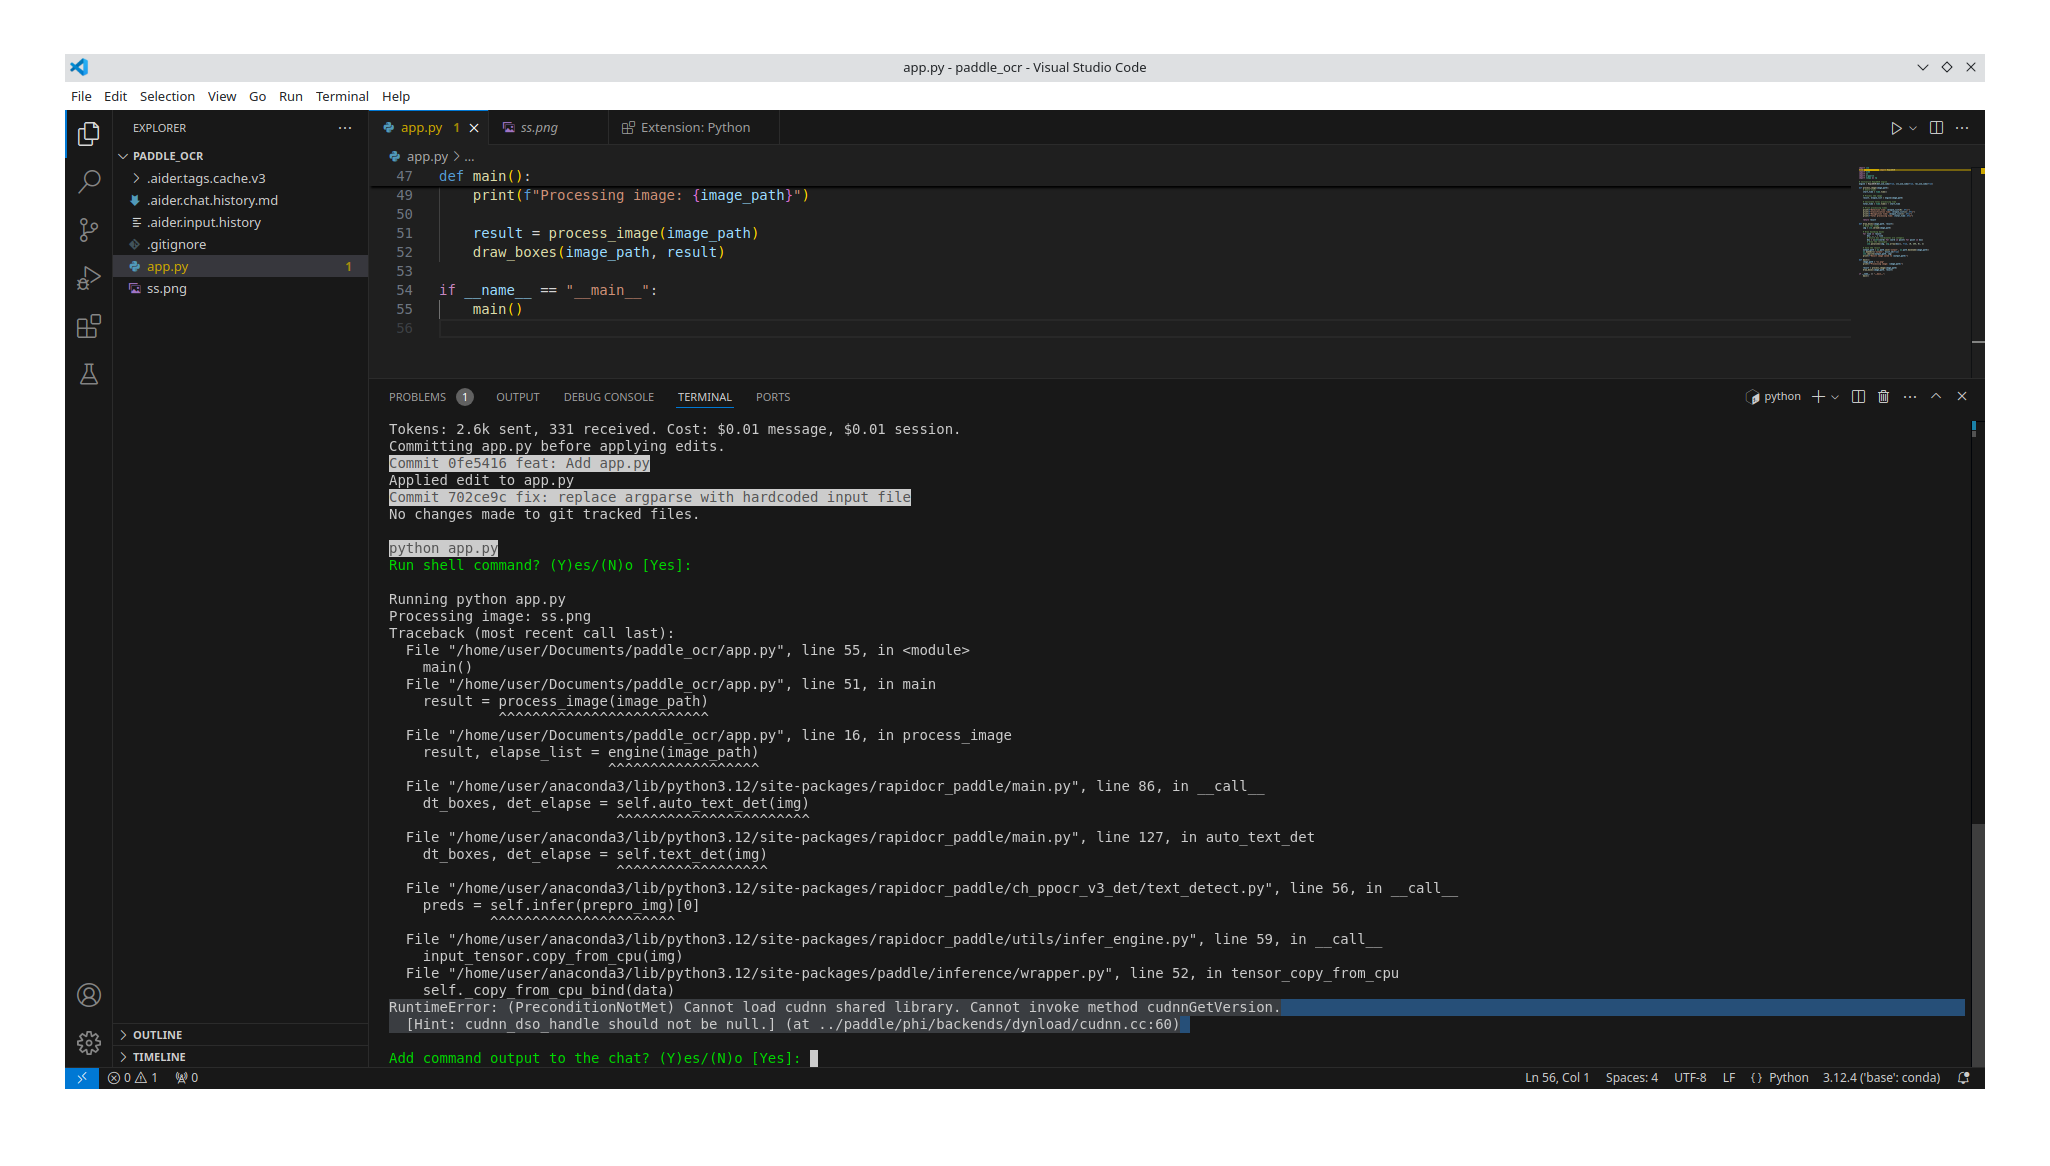 app.py - paddle_ocr - Visual Studio Code
File Edit Selection View Go Run Terminal Help
EXPLORER
PADDLE_OCR
.aider.tags.cache.v3
.aider.chat.history.md
.aider.input.history
.gitignore
app.py 1
ss.png
OUTLINE
TIMELINE
app.py 1 ss.png Extension: Python
app.py > ...
47 def main():
49 print(f"Processing image: {image_path}")
50
51 result = process_image(image_path)
52 draw_boxes(image_path, result)
53
54 if __name__ == "__main__":
55 main()
56
PROBLEMS 1 OUTPUT DEBUG CONSOLE TERMINAL PORTS python
Tokens: 2.6k sent, 331 received. Cost: $0.01 message, $0.01 session.
Committing app.py before applying edits.
Commit 0fe5416 feat: Add app.py
Applied edit to app.py
Commit 702ce9c fix: replace argparse with hardcoded input file
No changes made to git tracked files.
python app.py
Run shell command? (Y)es/(N)o [Yes]:
Running python app.py
Processing image: ss.png
Traceback (most recent call last):
File "/home/user/Documents/paddle_ocr/app.py", line 55, in <module>
main()
File "/home/user/Documents/paddle_ocr/app.py", line 51, in main
result = process_image(image_path)
^^^^^^^^^^^^^^^^^^^^^^^^^
File "/home/user/Documents/paddle_ocr/app.py", line 16, in process_image
result, elapse_list = engine(image_path)
^^^^^^^^^^^^^^^^^^
File "/home/user/anaconda3/lib/python3.12/site-packages/rapidocr_paddle/main.py", line 86, in __call__
dt_boxes, det_elapse = self.auto_text_det(img)
^^^^^^^^^^^^^^^^^^^^^^^
File "/home/user/anaconda3/lib/python3.12/site-packages/rapidocr_paddle/main.py", line 127, in auto_text_det
dt_boxes, det_elapse = self.text_det(img)
^^^^^^^^^^^^^^^^^^
File "/home/user/anaconda3/lib/python3.12/site-packages/rapidocr_paddle/ch_ppocr_v3_det/text_detect.py", line 56, in __call__
preds = self.infer(prepro_img)[0]
^^^^^^^^^^^^^^^^^^^^^^
File "/home/user/anaconda3/lib/python3.12/site-packages/rapidocr_paddle/utils/infer_engine.py", line 59, in __call__
input_tensor.copy_from_cpu(img)
File "/home/user/anaconda3/lib/python3.12/site-packages/paddle/inference/wrapper.py", line 52, in tensor_copy_from_cpu
self._copy_from_cpu_bind(data)
RuntimeError: (PreconditionNotMet) Cannot load cudnn shared library. Cannot invoke method cudnnGetVersion.
[Hint: cudnn_dso_handle should not be null.] (at ../paddle/phi/backends/dynload/cudnn.cc:60)
Add command output to the chat? (Y)es/(N)o [Yes]:
0 1 0 Ln 56, Col 1 Spaces: 4 UTF-8 LF {} Python 3.12.4 ('base': conda)